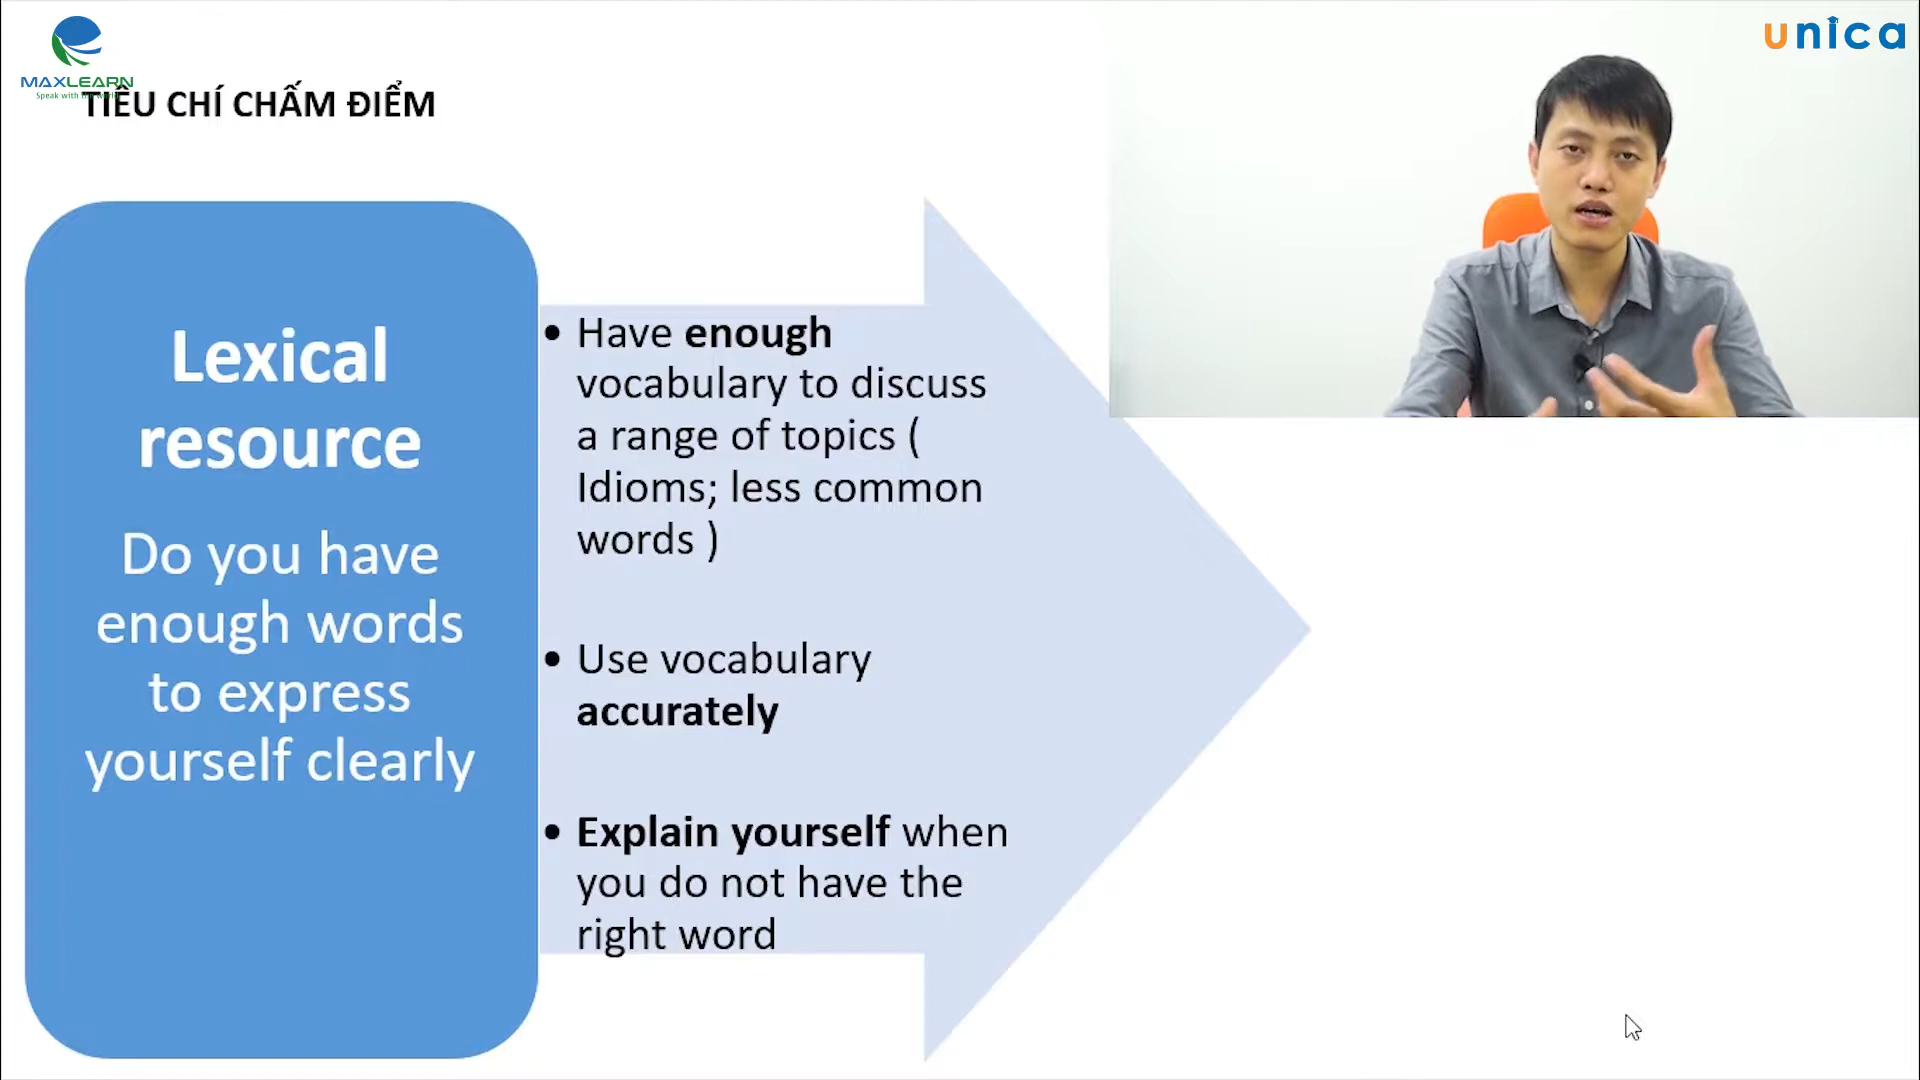 MAXLEARN
unica
TIÊU CHÍ CHẤM ĐIỂM
Lexical
resource
Do you have
enough words
to express
yourself clearly
• Have enough
vocabulary to discuss
a range of topics (
Idioms; less common
words )
• Use vocabulary
accurately
• Explain yourself when
you do not have the
right word